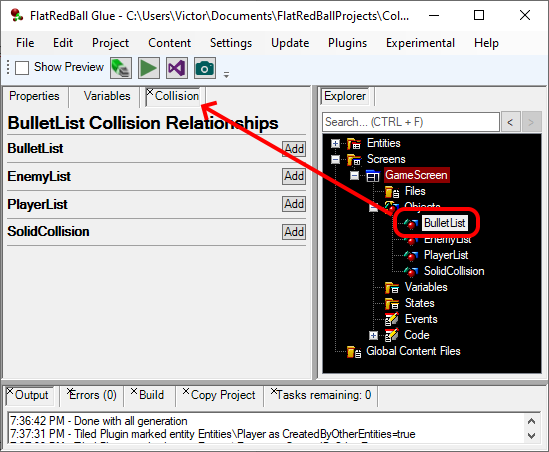 FlatRedBall Glue - C:\Users\Victor\Documents\FlatRedBallProjects\Col...
File Edit Project Content Settings Update Plugins Experimental Help
Show Preview
Properties Variables Collision
BulletList Collision Relationships
BulletList Add
EnemyList Add
PlayerList Add
SolidCollision Add
Explorer
Search... (CTRL + F) < >
Entities
Screens
GameScreen
Files
Objects
BulletList
EnemyList
PlayerList
SolidCollision
Variables
States
Events
Code
Global Content Files
Output Errors (0) Build Copy Project Tasks remaining: 0
7:36:42 PM - Done with all generation
7:37:31 PM - Tiled Plugin marked entity Entities\Player as CreatedByOtherEntities=true